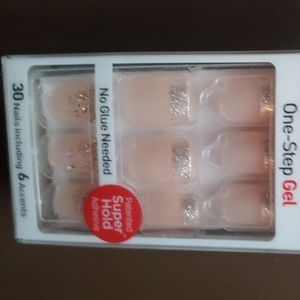 One-Step Gel
No Glue Needed
Patented
Super
Hold
Adhesive
30 Nails including 6 Accents